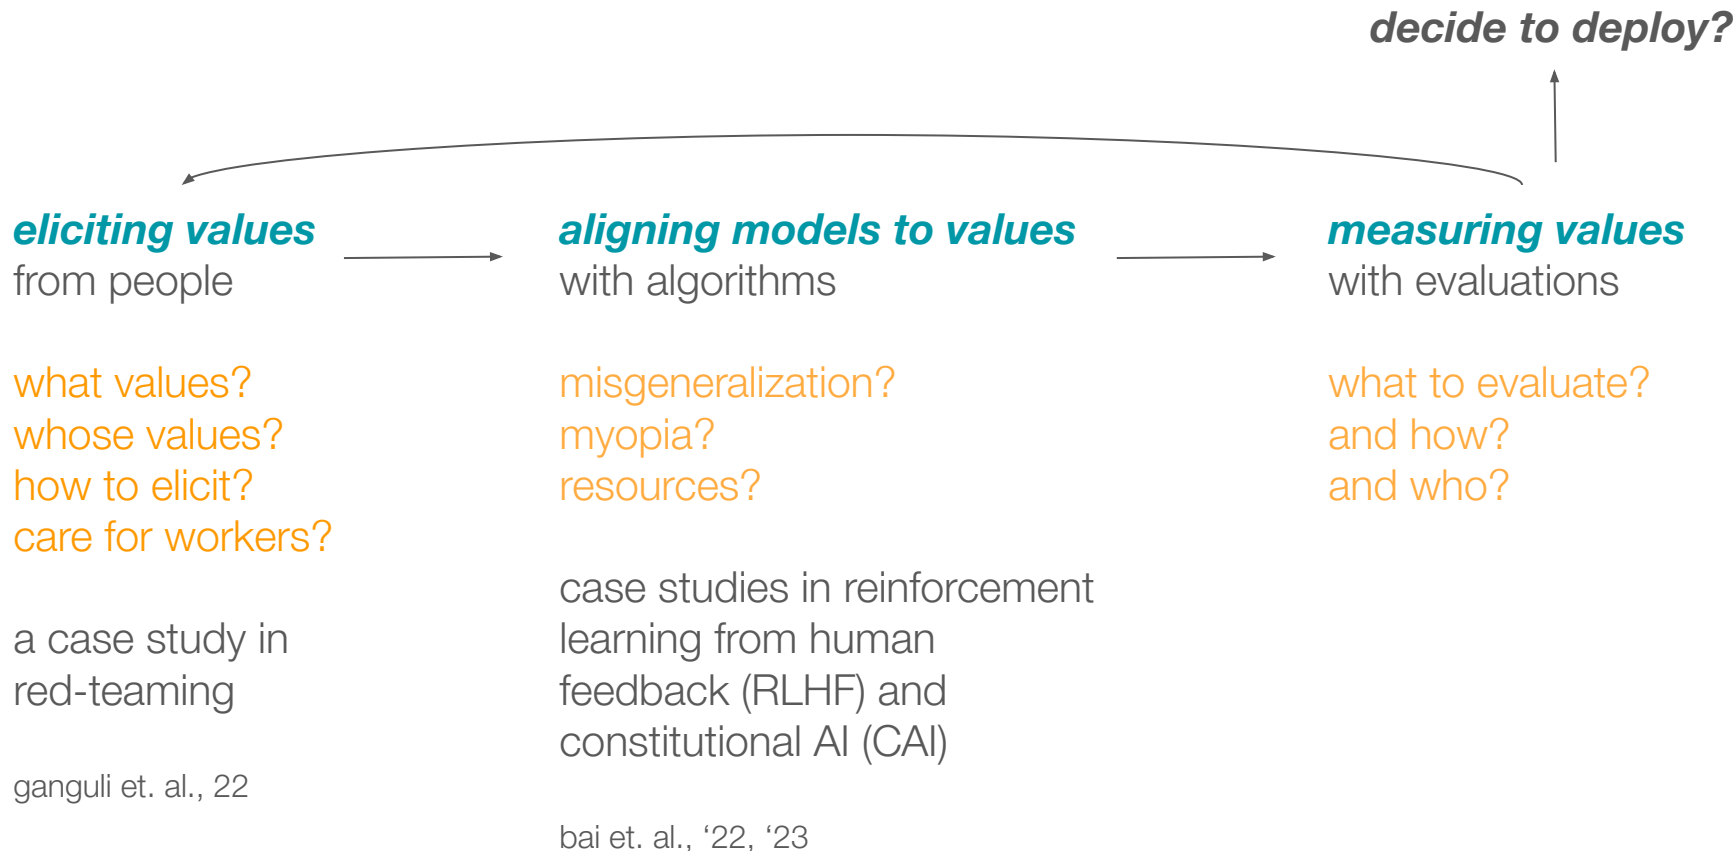 decide to deploy?
eliciting values
from people
what values?
whose values?
how to elicit?
care for workers?
a case study in
red-teaming
ganguli et. al., 22
aligning models to values
with algorithms
misgeneralization?
myopia?
resources?
case studies in reinforcement
learning from human
feedback (RLHF) and
constitutional AI (CAI)
bai et. al., ‘22, ‘23
measuring values
with evaluations
what to evaluate?
and how?
and who?